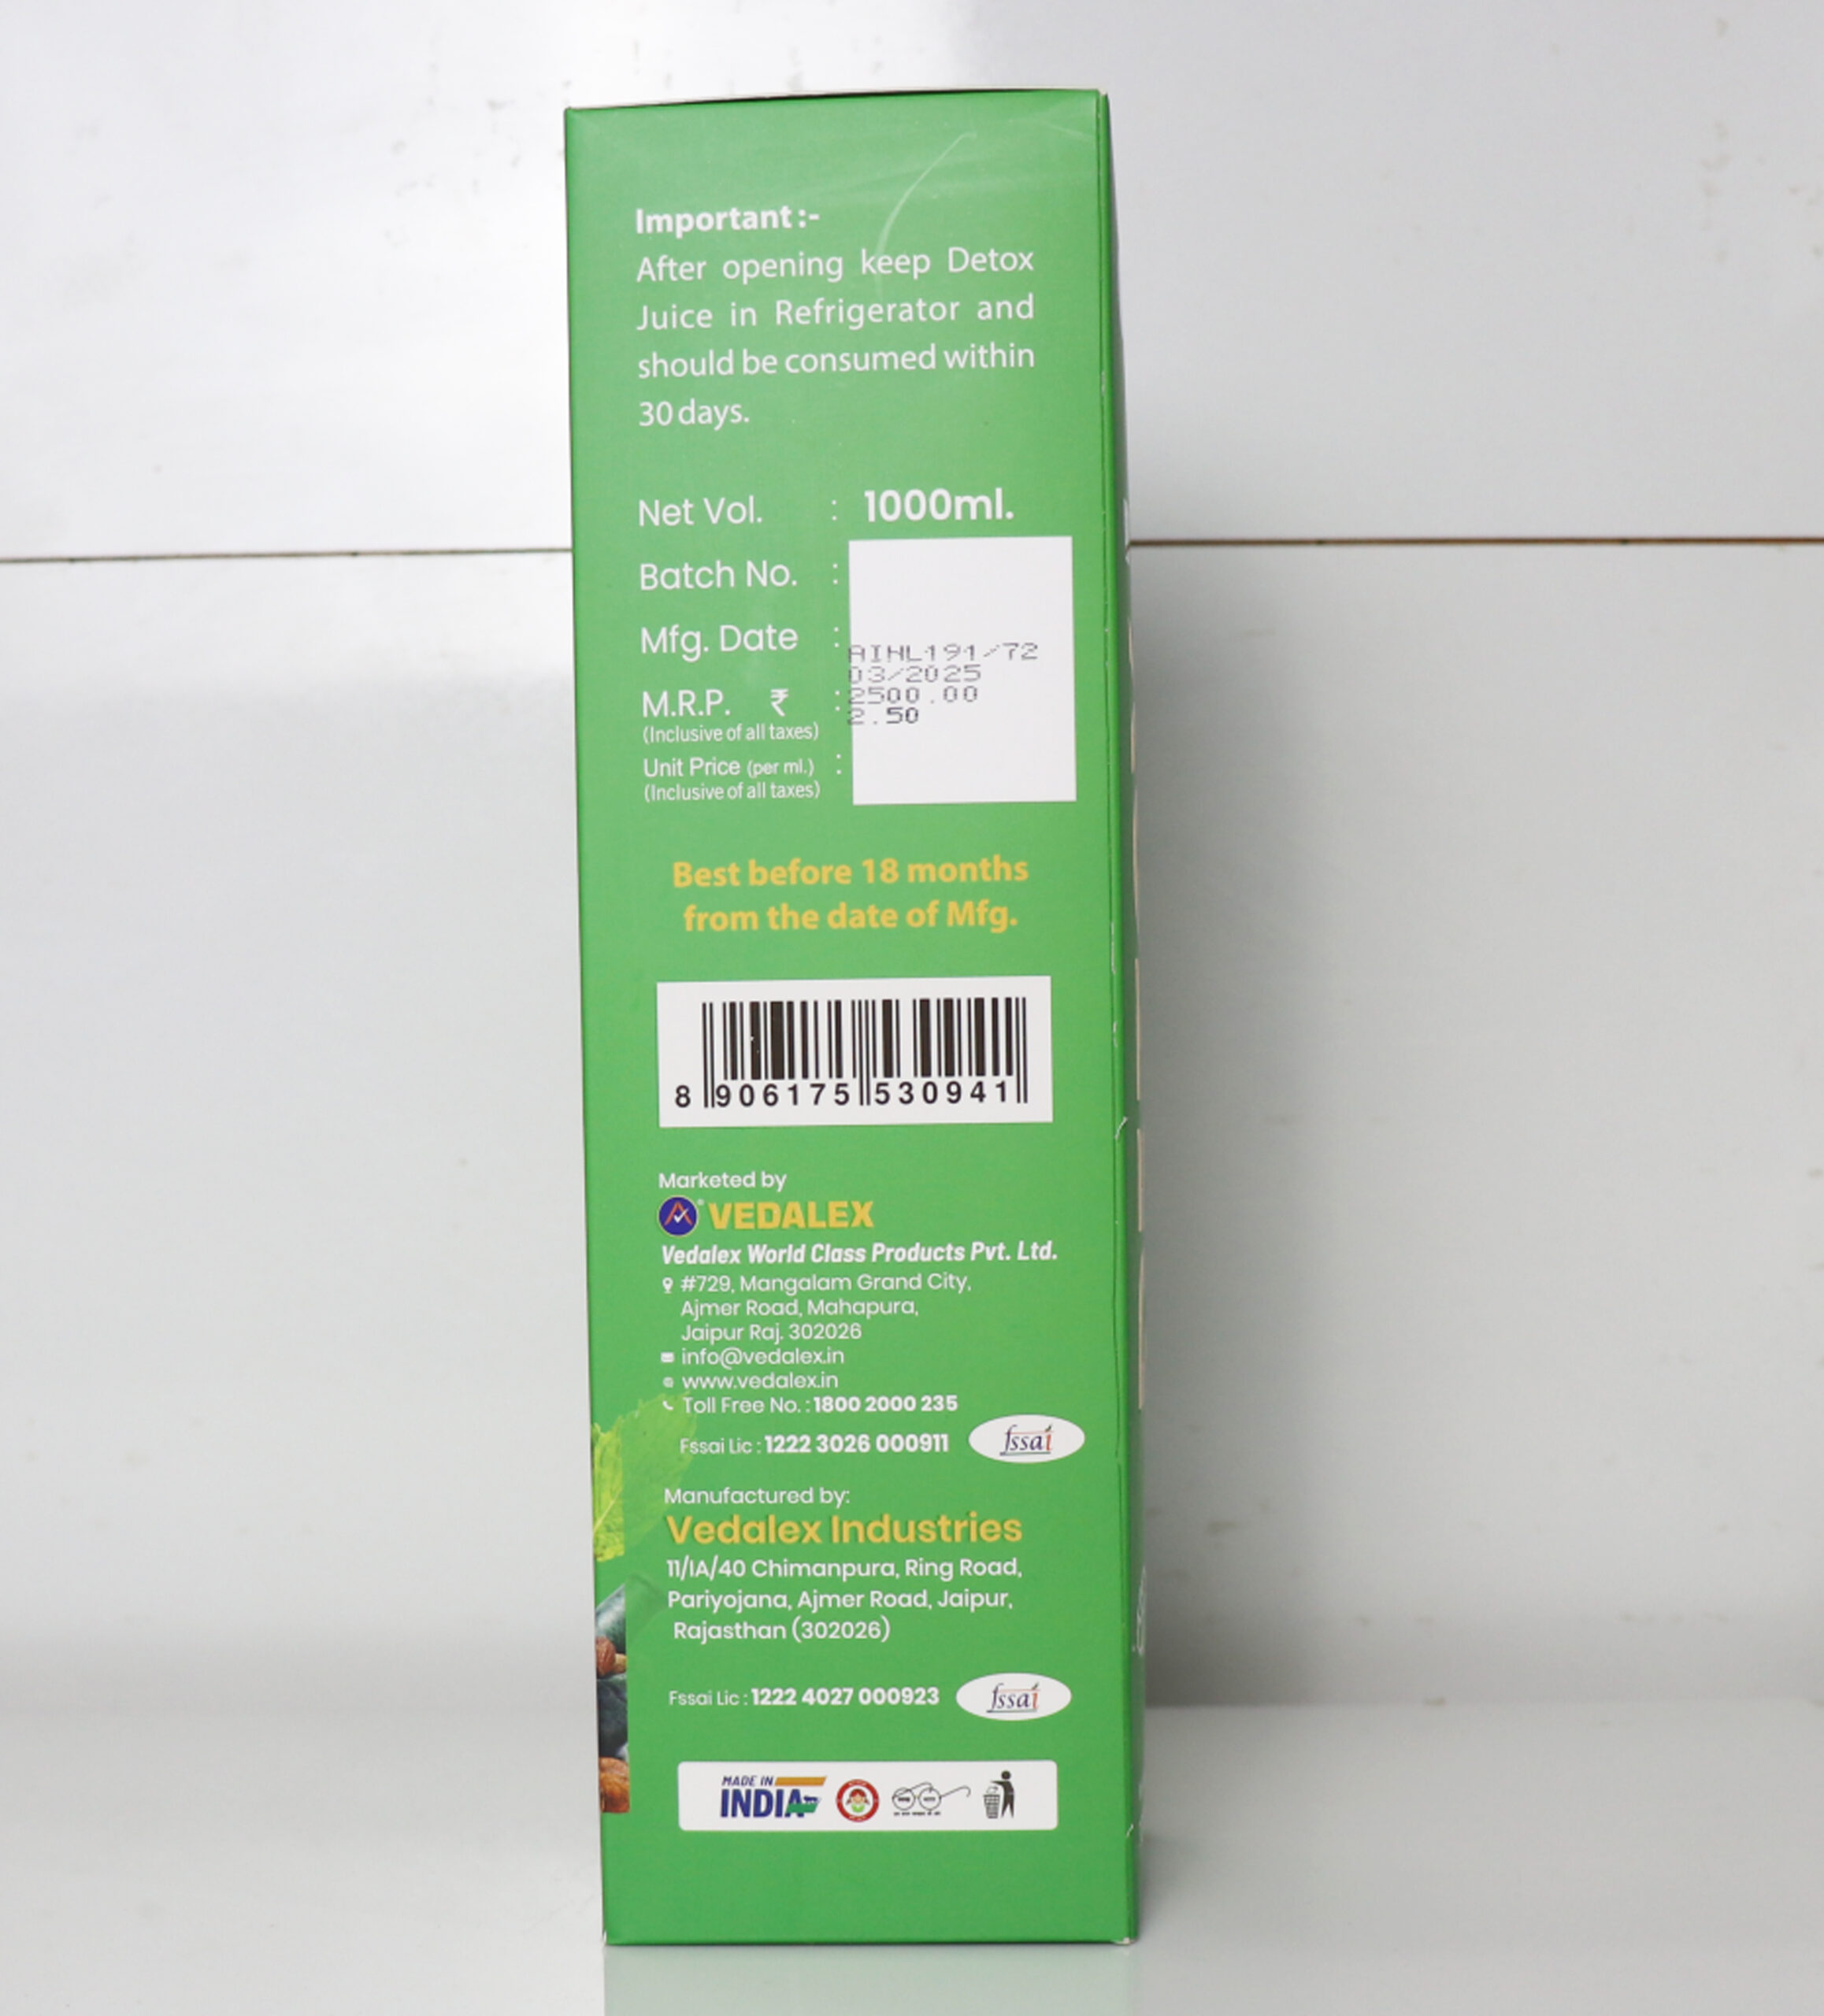 Important :-
After opening keep Detox
Juice in Refrigerator and
should be consumed within
30 days.
Net Vol. : 1000ml.
Batch No. :
Mfg. Date :
AINL191/72
03/2025
M.R.P. ₹ : 2500.00
2.50
(Inclusive of all taxes)
Unit Price (per ml.) :
(Inclusive of all taxes)
Best before 18 months
from the date of Mfg.
8 906175 530941
Marketed by
VEDALEX
Vedalex World Class Products Pvt. Ltd.
#729, Mangalam Grand City,
Ajmer Road, Mahapura,
Jaipur Raj. 302026
info@vedalex.in
www.vedalex.in
Toll Free No. : 1800 2000 235
Fssai Lic : 1222 3026 000911
fssai
Manufactured by:
Vedalex Industries
11/IA/40 Chimanpura, Ring Road,
Pariyojana, Ajmer Road, Jaipur,
Rajasthan (302026)
Fssai Lic : 1222 4027 000923
fssai
MADE IN
INDIA